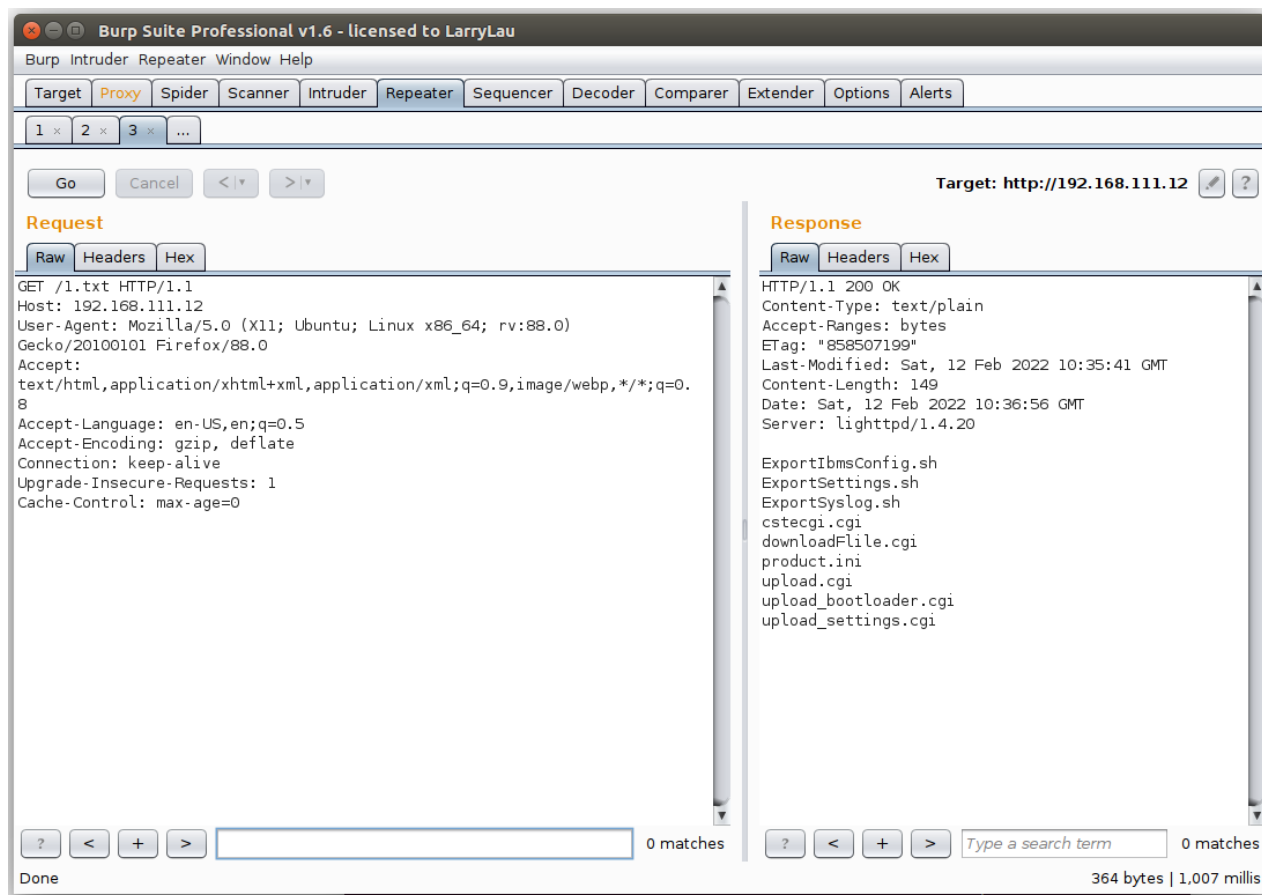 Burp Suite Professional v1.6 - licensed to LarryLau
Burp Intruder Repeater Window Help
Target Proxy Spider Scanner Intruder Repeater Sequencer Decoder Comparer Extender Options Alerts
1 × 2 × 3 × ...
Go Cancel < > Target: http://192.168.111.12 ?
Request
Raw Headers Hex
GET /1.txt HTTP/1.1
Host: 192.168.111.12
User-Agent: Mozilla/5.0 (X11; Ubuntu; Linux x86_64; rv:88.0)
Gecko/20100101 Firefox/88.0
Accept:
text/html,application/xhtml+xml,application/xml;q=0.9,image/webp,*/*;q=0.
8
Accept-Language: en-US,en;q=0.5
Accept-Encoding: gzip, deflate
Connection: keep-alive
Upgrade-Insecure-Requests: 1
Cache-Control: max-age=0
? < + > 0 matches
Response
Raw Headers Hex
HTTP/1.1 200 OK
Content-Type: text/plain
Accept-Ranges: bytes
ETag: "858507199"
Last-Modified: Sat, 12 Feb 2022 10:35:41 GMT
Content-Length: 149
Date: Sat, 12 Feb 2022 10:36:56 GMT
Server: lighttpd/1.4.20
ExportIbmsConfig.sh
ExportSettings.sh
ExportSyslog.sh
cstecgi.cgi
downloadFlile.cgi
product.ini
upload.cgi
upload_bootloader.cgi
upload_settings.cgi
? < + > Type a search term 0 matches
Done 364 bytes | 1,007 millis